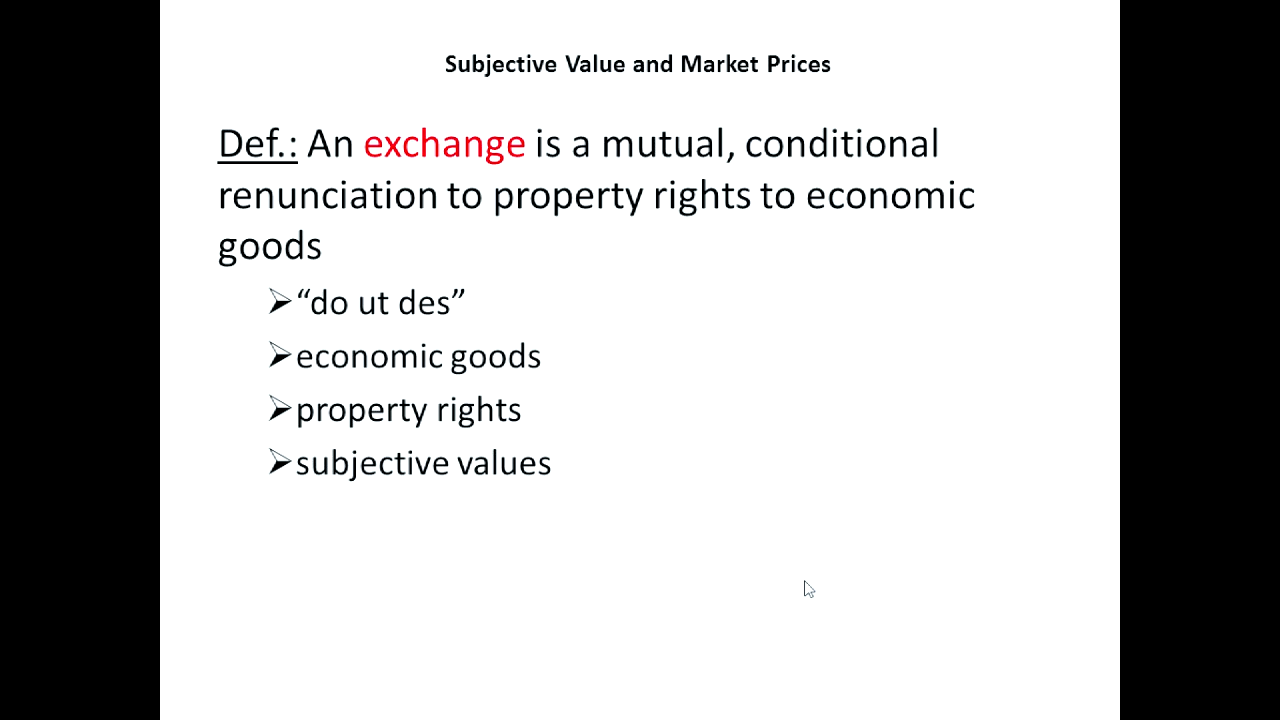 Subjective Value and Market Prices
Def.: An exchange is a mutual, conditional
renunciation to property rights to economic
goods
➢“do ut des”
➢economic goods
➢property rights
➢subjective values